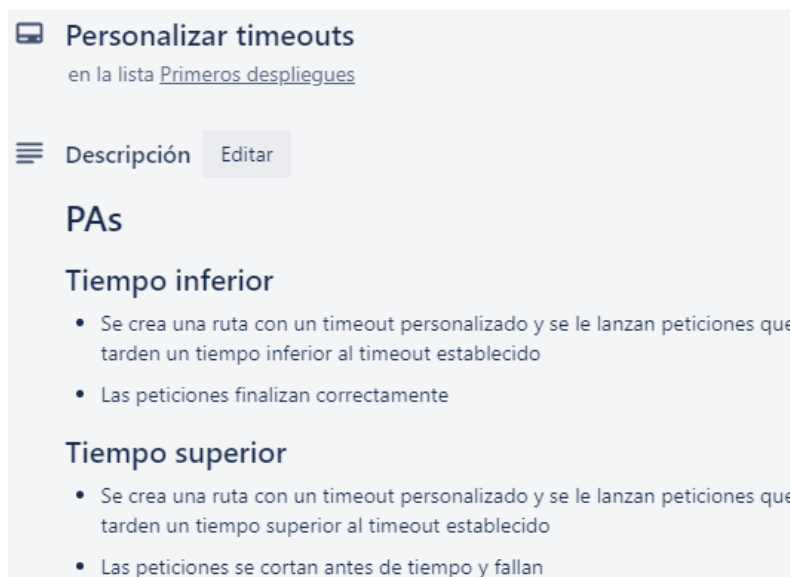 Personalizar timeouts
en la lista Primeros despliegues
Descripción Editar
PAs
Tiempo inferior
• Se crea una ruta con un timeout personalizado y se le lanzan peticiones que
tarden un tiempo inferior al timeout establecido
• Las peticiones finalizan correctamente
Tiempo superior
• Se crea una ruta con un timeout personalizado y se le lanzan peticiones que
tarden un tiempo superior al timeout establecido
• Las peticiones se cortan antes de tiempo y fallan